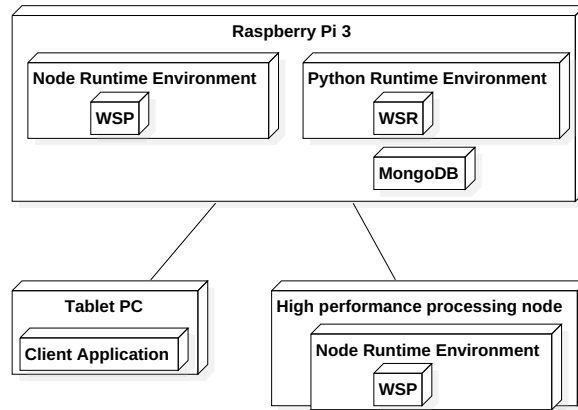 Raspberry Pi 3
Node Runtime Environment
WSP
Python Runtime Environment
WSR
MongoDB
Tablet PC
Client Application
High performance processing node
Node Runtime Environment
WSP